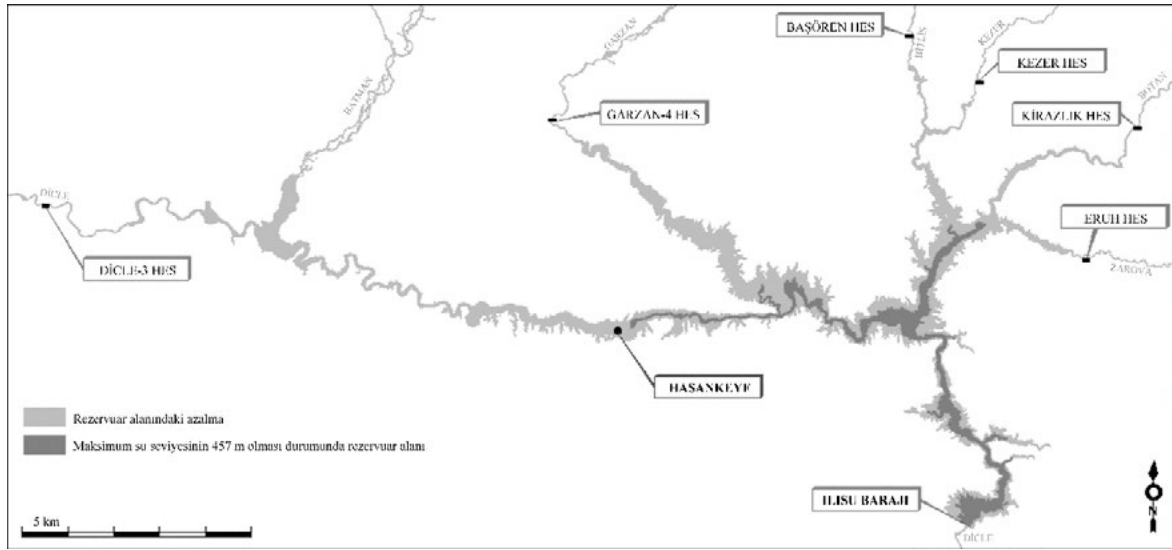 BAŞÖREN HES
BİTLİS
KEZER
KEZER HES
BOTAN
KİRAZLIK HES
GARZAN
GARZAN-4 HES
BATMAN
DİCLE
DİCLE-3 HES
ERUH HES
ZAROVA
HASANKEYF
Rezervuar alanındaki azalma
Maksimum su seviyesinin 457 m olması durumunda rezervuar alanı
ILISU BARAJI
DİCLE
5 km
N